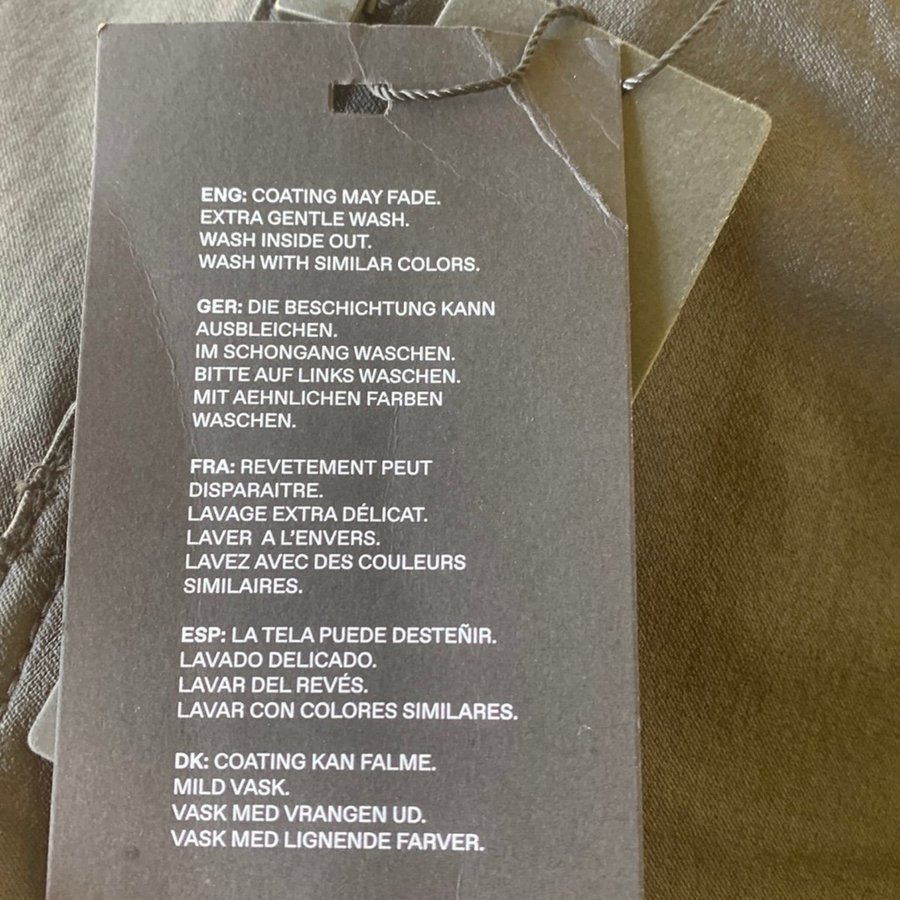 ENG: COATING MAY FADE.
EXTRA GENTLE WASH.
WASH INSIDE OUT.
WASH WITH SIMILAR COLORS.
GER: DIE BESCHICHTUNG KANN
AUSBLEICHEN.
IM SCHONGANG WASCHEN.
BITTE AUF LINKS WASCHEN.
MIT AEHNLICHEN FARBEN
WASCHEN.
FRA: REVETEMENT PEUT
DISPARAITRE.
LAVAGE EXTRA DÉLICAT.
LAVER A L'ENVERS.
LAVEZ AVEC DES COULEURS
SIMILAIRES.
ESP: LA TELA PUEDE DESTEÑIR.
LAVADO DELICADO.
LAVAR DEL REVÉS.
LAVAR CON COLORES SIMILARES.
DK: COATING KAN FALME.
MILD VASK.
VASK MED VRANGEN UD.
VASK MED LIGNENDE FARVER.